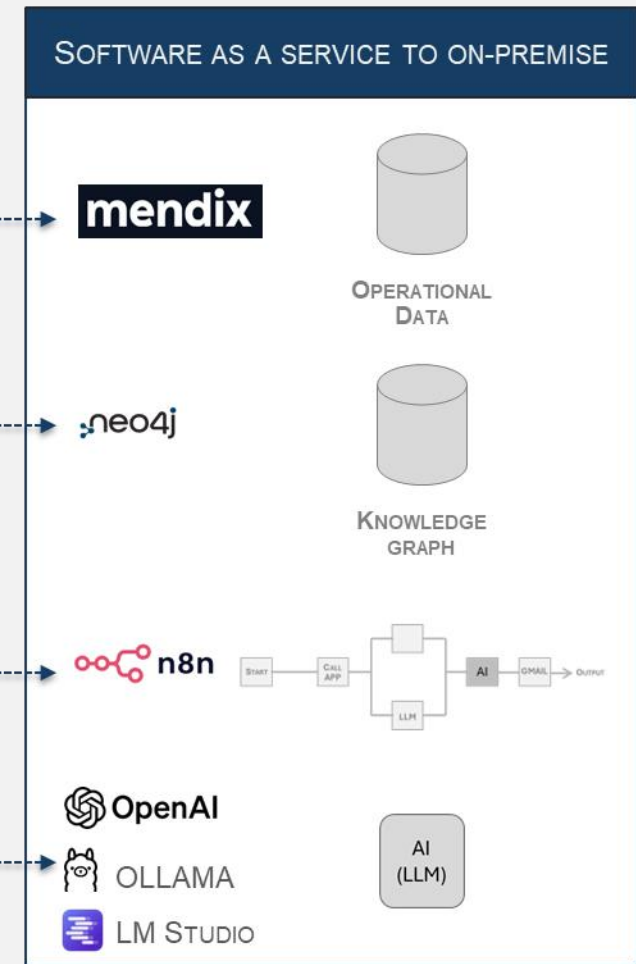 SOFTWARE AS A SERVICE TO ON-PREMISE
mendix
OPERATIONAL
DATA
neo4j
KNOWLEDGE
GRAPH
n8n
START
CALL
APP
LLM
AI
GMAIL
OUTPUT
OpenAI
OLLAMA
LM STUDIO
AI
(LLM)